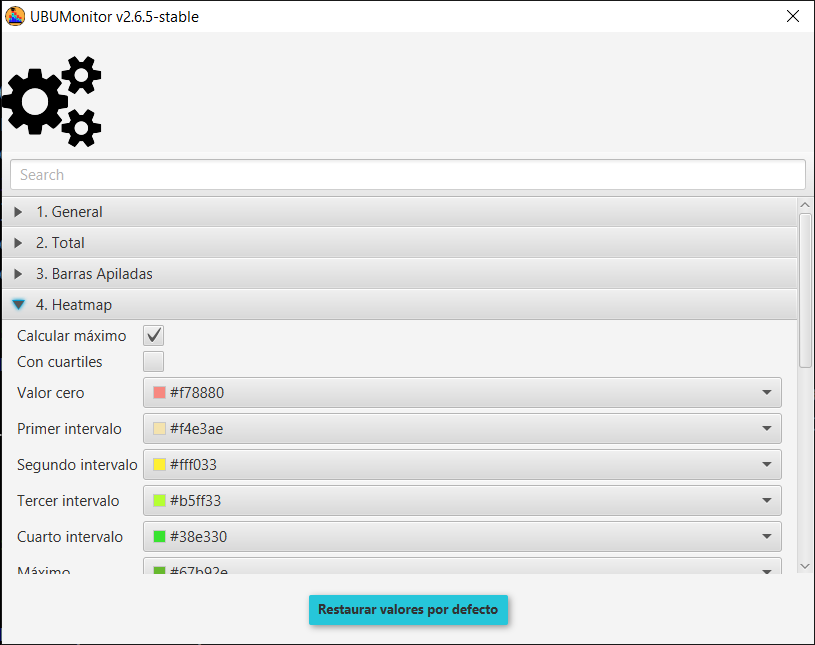 UBUMonitor v2.6.5-stable
Search
1. General
2. Total
3. Barras Apiladas
4. Heatmap
Calcular máximo
Con cuartiles
Valor cero #f78880
Primer intervalo #f4e3ae
Segundo intervalo #fff033
Tercer intervalo #b5ff33
Cuarto intervalo #38e330
Máximo #67b92e
Restaurar valores por defecto